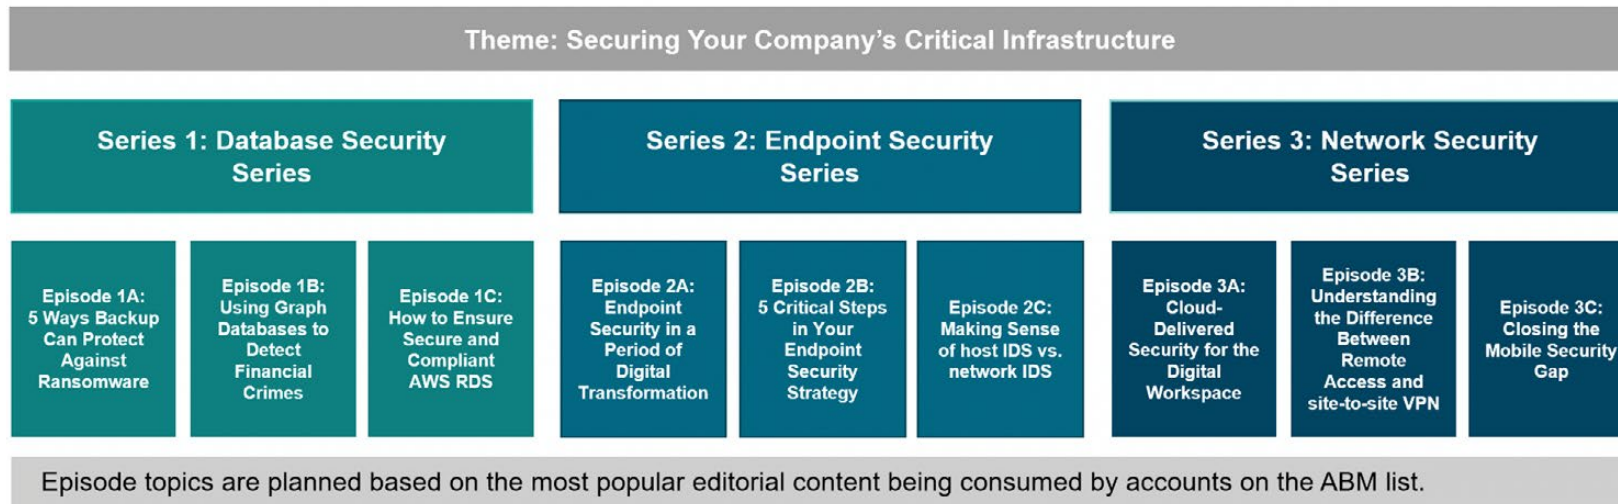 Theme: Securing Your Company’s Critical Infrastructure
Series 1: Database Security
Series
Series 2: Endpoint Security
Series
Series 3: Network Security
Series
Episode 1A:
5 Ways Backup
Can Protect
Against
Ransomware
Episode 1B:
Using Graph
Databases to
Detect
Financial
Crimes
Episode 1C:
How to Ensure
Secure and
Compliant
AWS RDS
Episode 2A:
Endpoint
Security in a
Period of
Digital
Transformation
Episode 2B:
5 Critical Steps
in Your
Endpoint
Security
Strategy
Episode 2C:
Making Sense
of host IDS vs.
network IDS
Episode 3A:
Cloud-
Delivered
Security for the
Digital
Workspace
Episode 3B:
Understanding
the Difference
Between
Remote
Access and
site-to-site VPN
Episode 3C:
Closing the
Mobile Security
Gap
Episode topics are planned based on the most popular editorial content being consumed by accounts on the ABM list.